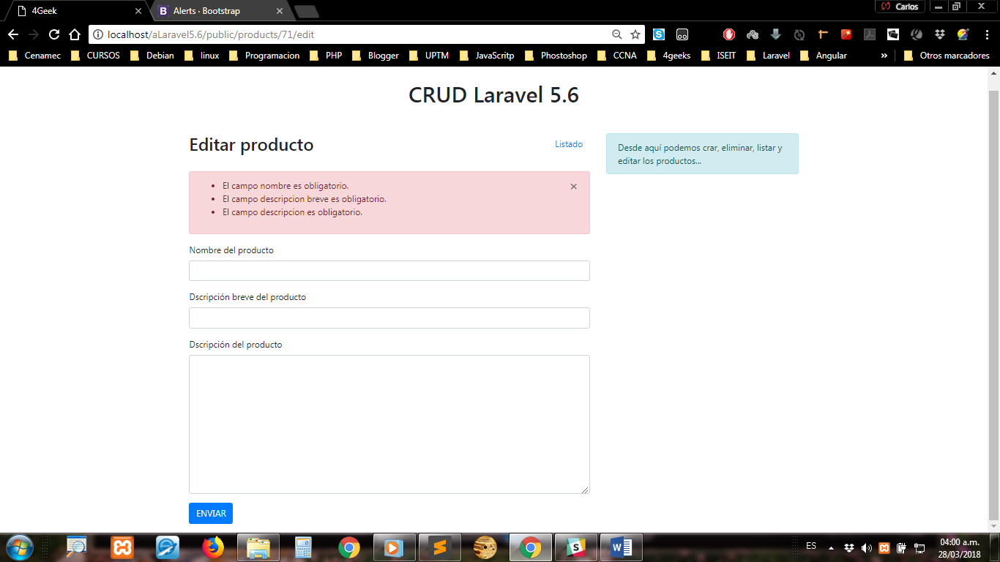 4Geek
Alerts · Bootstrap
Carlos
localhost/aLaravel5.6/public/products/71/edit
Cenamec
CURSOS
Debian
linux
Programacion
PHP
Blogger
UPTM
JavaScritp
Photoshop
CCNA
4geeks
ISEIT
Laravel
Angular
»
Otros marcadores
CRUD Laravel 5.6
Editar producto
Listado
Desde aquí podemos crar, eliminar, listar y
editar los productos...
El campo nombre es obligatorio.
El campo descripcion breve es obligatorio.
El campo descripcion es obligatorio.
×
Nombre del producto
Dscripción breve del producto
Dscripción del producto
ENVIAR
ES
04:00 a.m.
28/03/2018